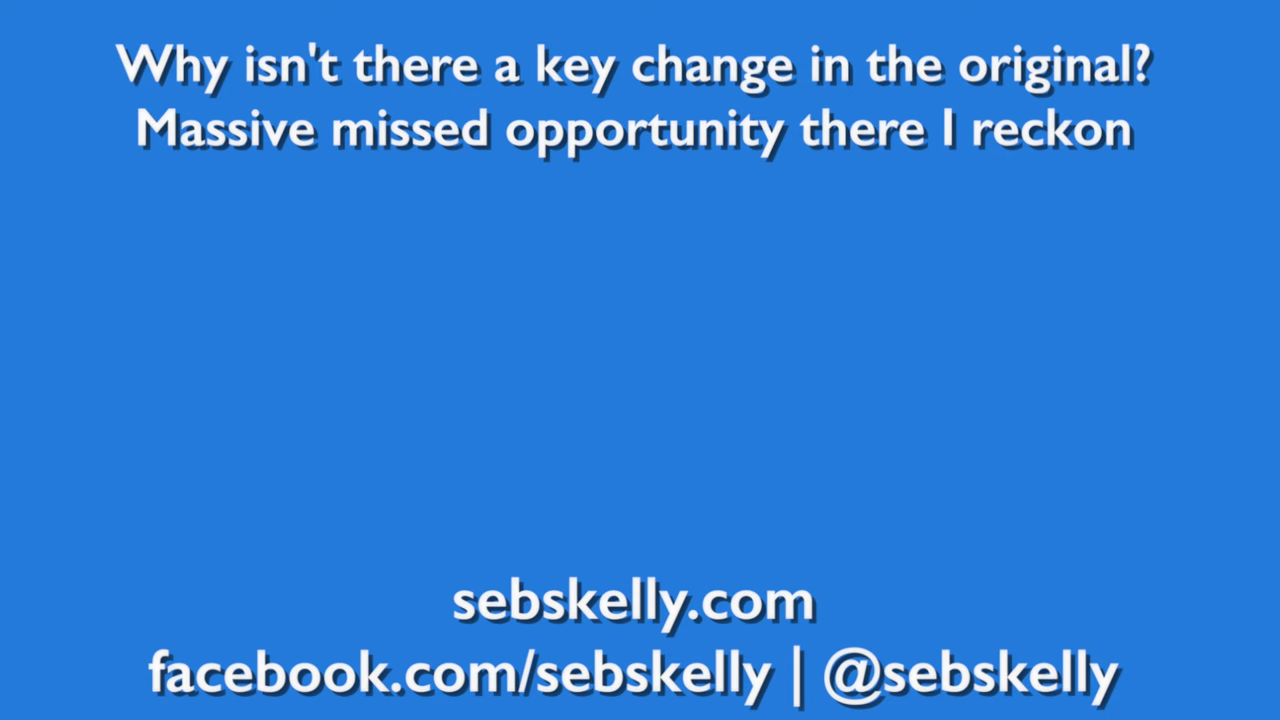 Why isn't there a key change in the original?
Massive missed opportunity there I reckon
sebskelly.com
facebook.com/sebskelly | @sebskelly